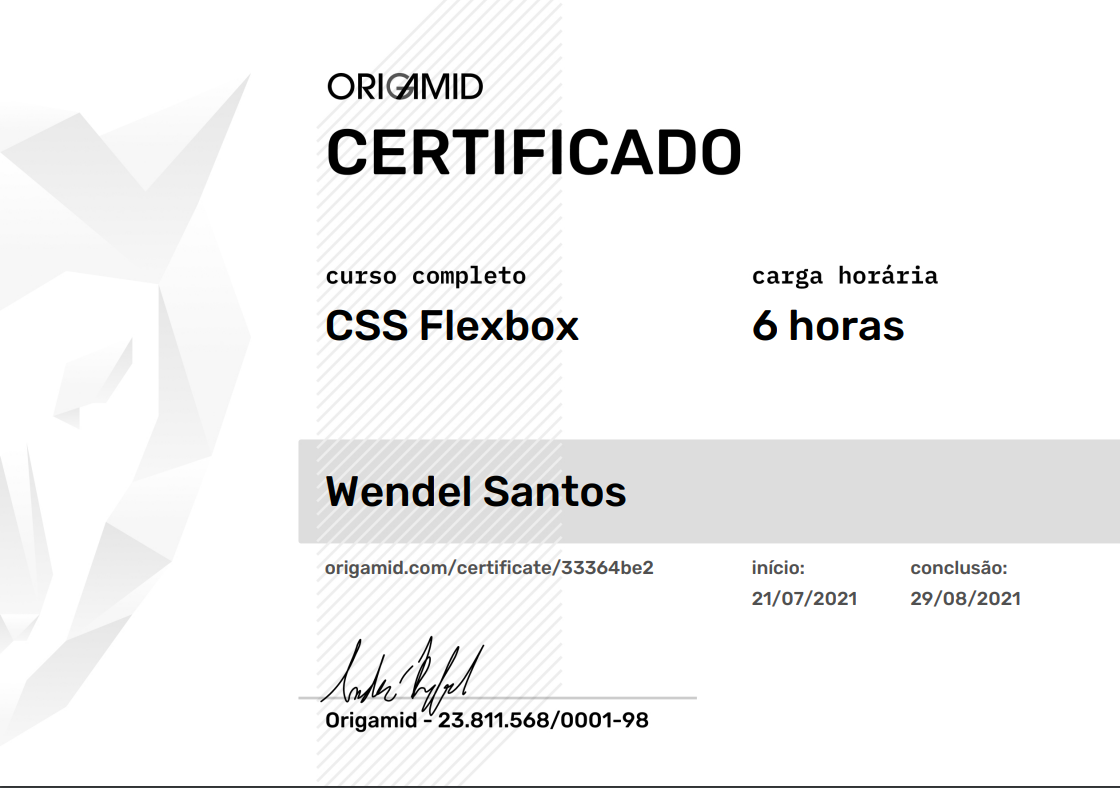 ORIGAMID
CERTIFICADO
curso completo
carga horária
CSS Flexbox
6 horas
Wendel Santos
origamid.com/certificate/33364be2
início:
conclusão:
21/07/2021
29/08/2021
Origamid - 23.811.568/0001-98